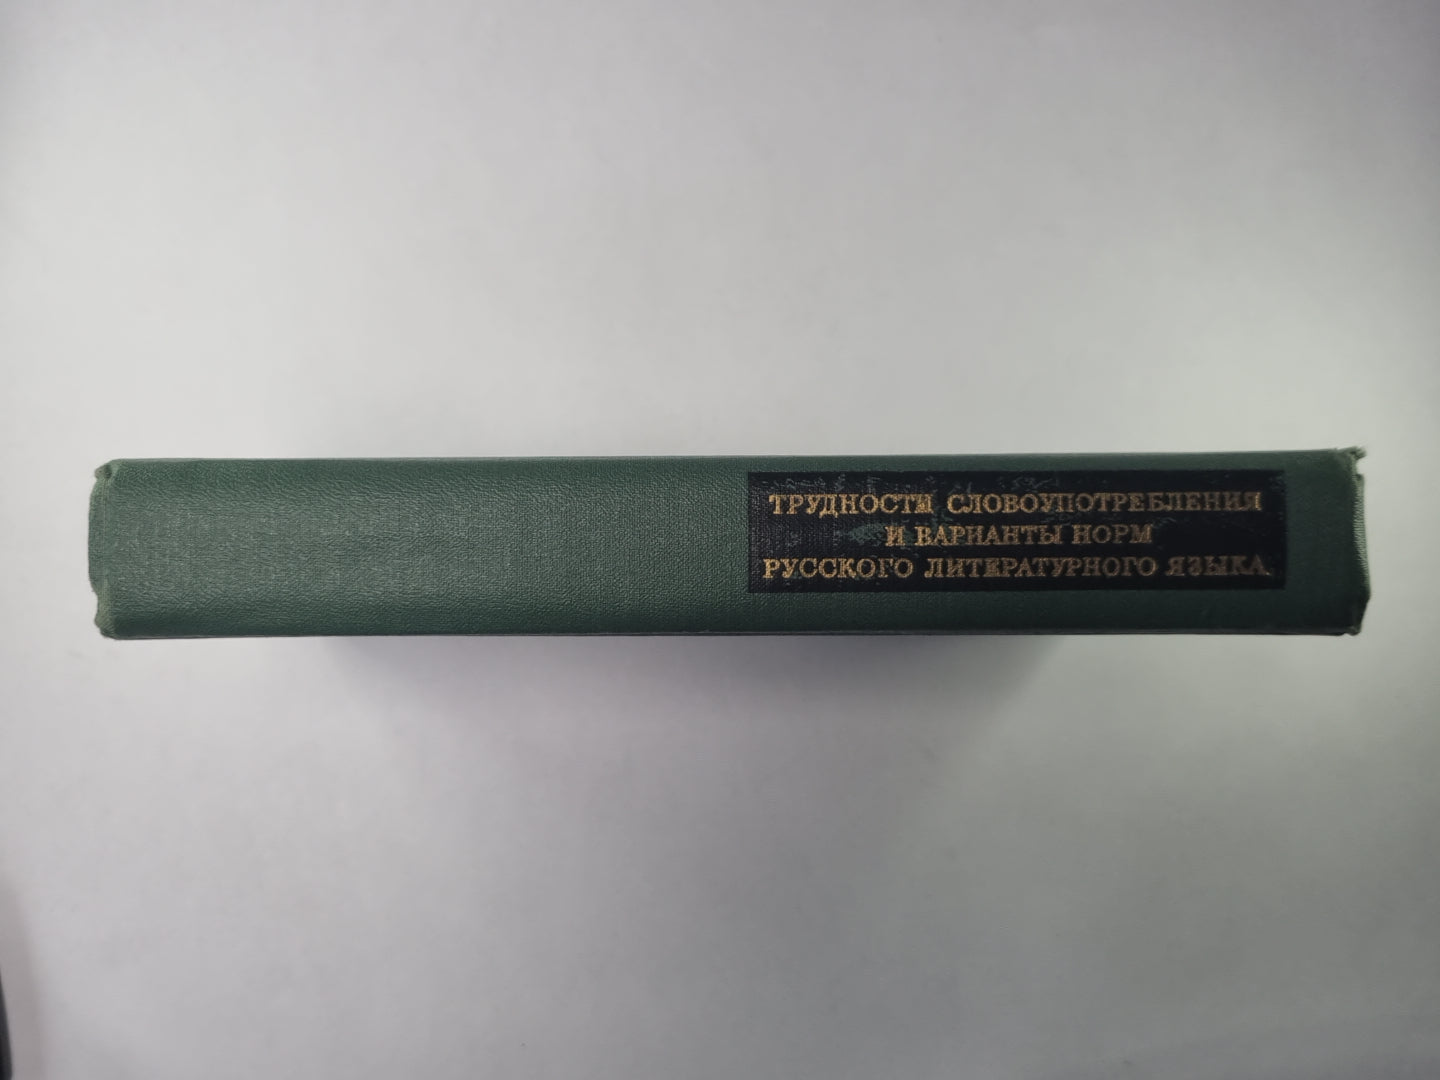 ТРУДНОСТИ СЛОВОУПОТРЕБЛЕНИЯ
И ВАРИАНТЫ НОРМ
РУССКОГО ЛИТЕРАТУРНОГО ЯЗЫКА